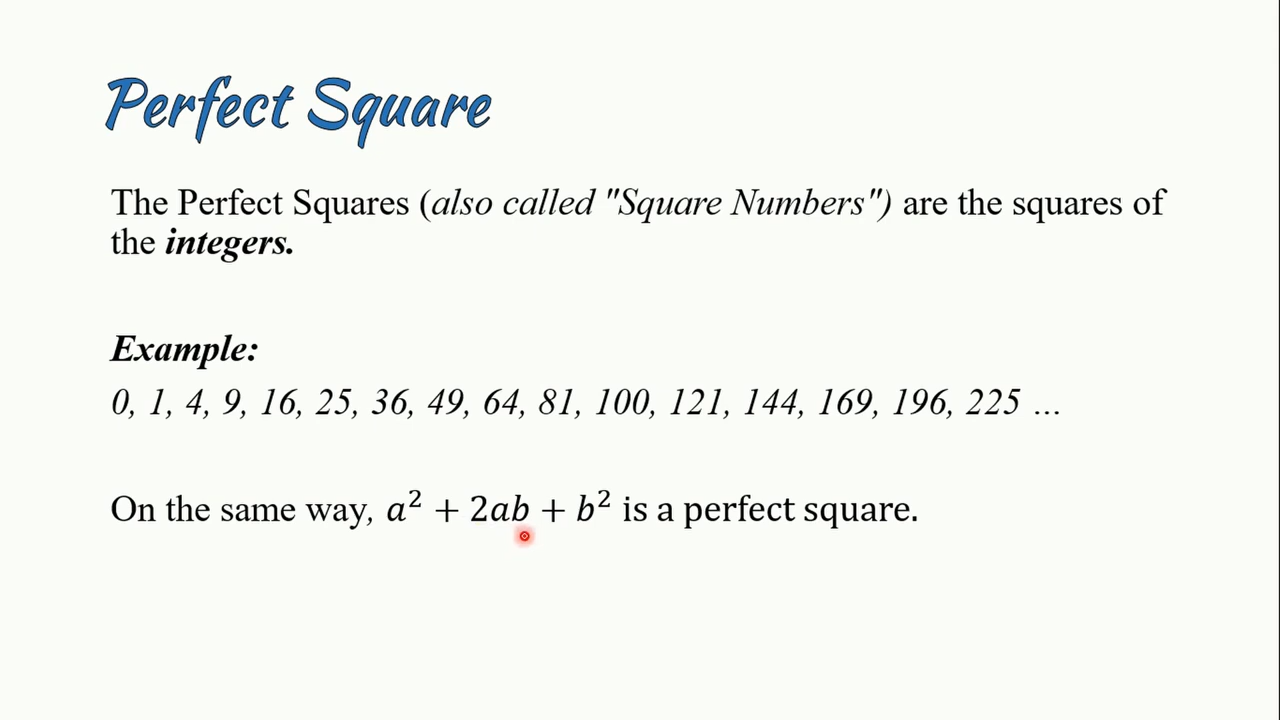 Perfect Square
The Perfect Squares (also called "Square Numbers") are the squares of
the integers.
Example:
0, 1, 4, 9, 16, 25, 36, 49, 64, 81, 100, 121, 144, 169, 196, 225 ...
On the same way, a² + 2ab + b² is a perfect square.